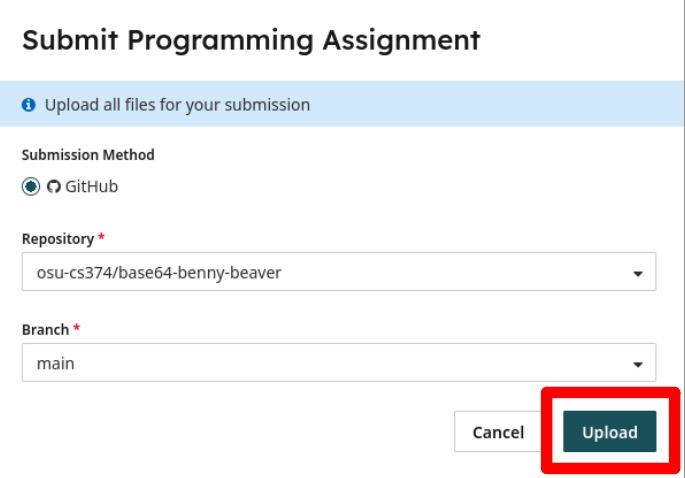 Submit Programming Assignment
Upload all files for your submission
Submission Method
GitHub
Repository *
osu-cs374/base64-benny-beaver
Branch *
main
Cancel Upload